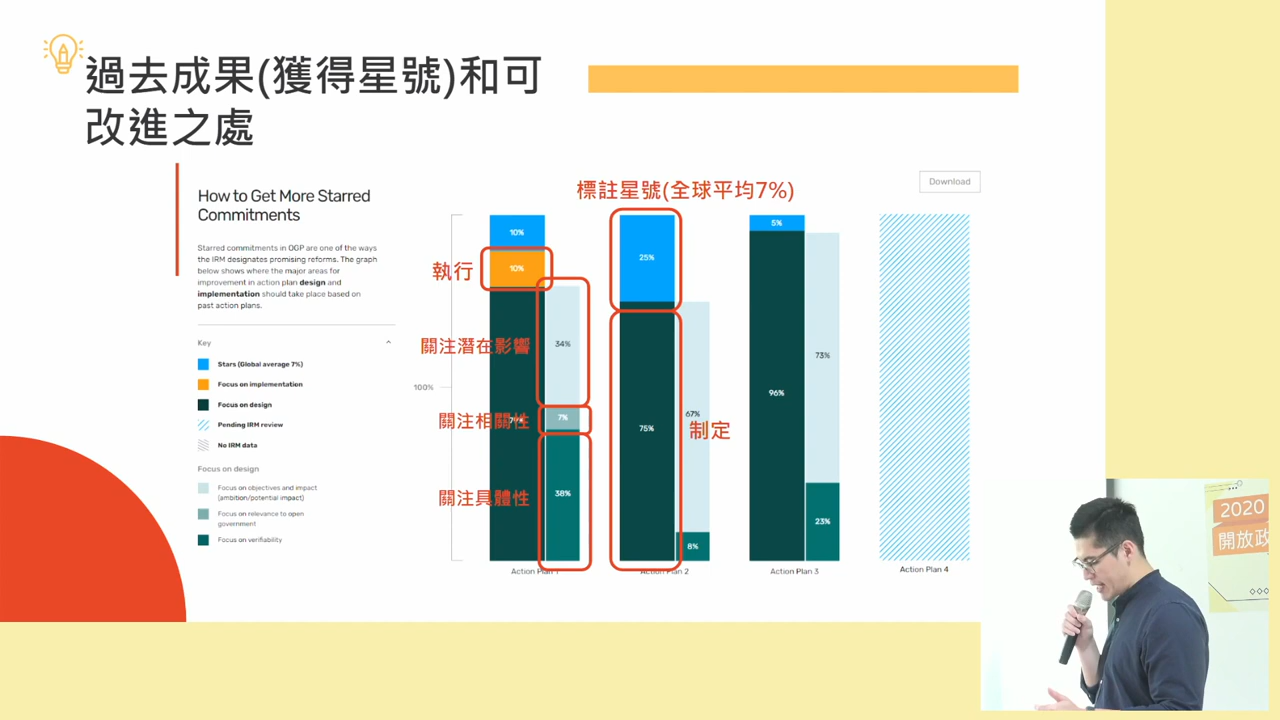 過去成果(獲得星號)和可
改進之處
How to Get More Starred
Commitments
Starred commitments in OGP are one of the ways
the IRM designates promising reforms. The graph
below shows where the major areas for
improvement in action plan design and
implementation should take place based on
past action plans.
Key
Stars (Global average 7%)
Focus on implementation
Focus on design
Pending IRM review
No IRM data
Focus on design
Focus on objectives and impact
(ambition/potential impact)
Focus on relevance to open
government
Focus on verifiability
標註星號(全球平均7%)
Download
執行
關注潛在影響
關注相關性
關注具體性
制定
100%
10%
10%
34%
7%
38%
Action Plan 1
25%
75%
67%
8%
Action Plan 2
5%
96%
73%
23%
Action Plan 3
Action Plan 4
2020
開放政